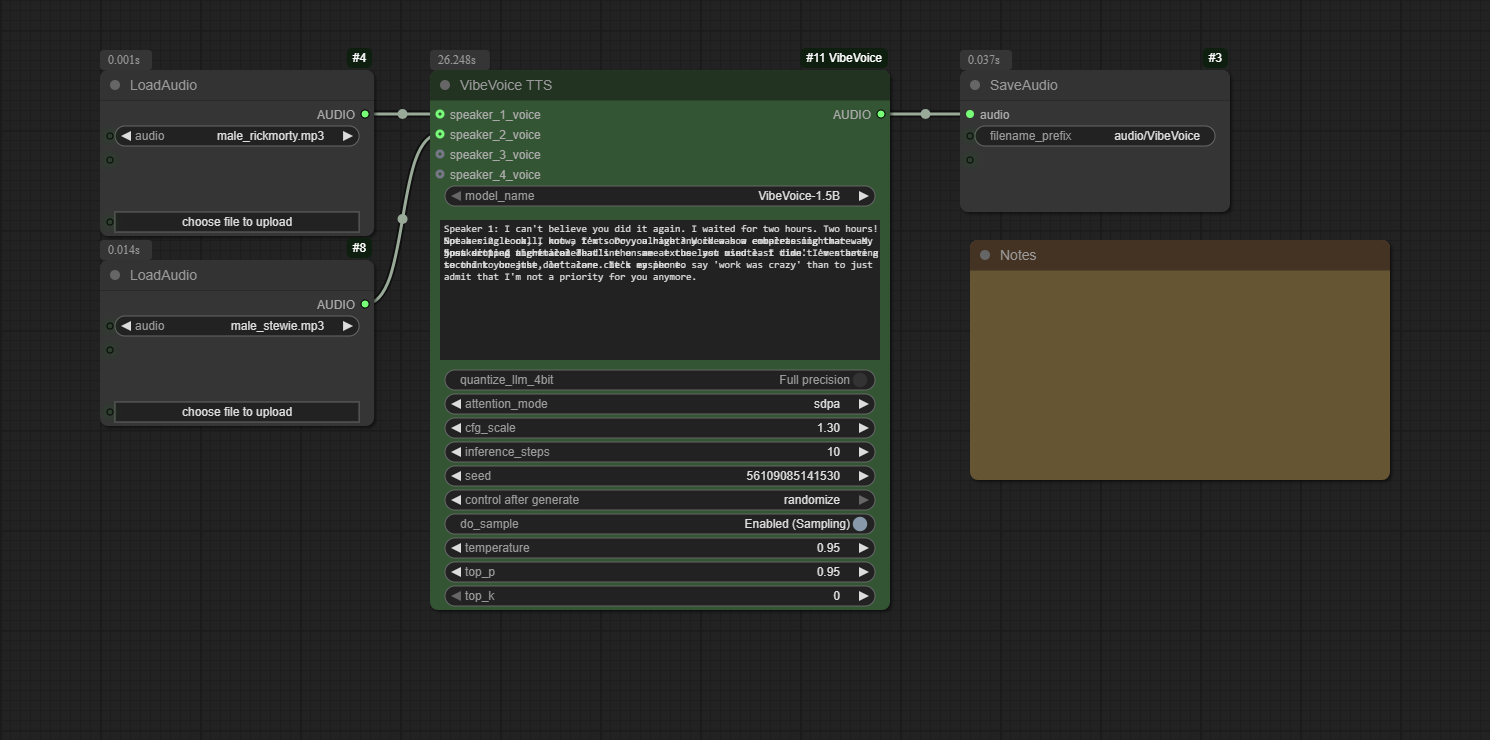 0.001s
#4
LoadAudio
AUDIO
audio
male_rickmorty.mp3
choose file to upload
0.014s
#8
LoadAudio
AUDIO
audio
male_stewie.mp3
choose file to upload
26.248s
#11 VibeVoice
VibeVoice TTS
speaker_1_voice
AUDIO
speaker_2_voice
speaker_3_voice
speaker_4_voice
model_name
VibeVoice-1.5B
Speaker 1: I can't believe you did it again. I waited for two hours. Two hours!
to say 'work was crazy' than to just
admit that I'm not a priority for you anymore.
quantize_llm_4bit
Full precision
attention_mode
sdpa
cfg_scale
1.30
inference_steps
10
seed
56109085141530
control after generate
randomize
do_sample
Enabled (Sampling)
temperature
0.95
top_p
0.95
top_k
0
0.037s
#3
SaveAudio
audio
filename_prefix
audio/VibeVoice
Notes